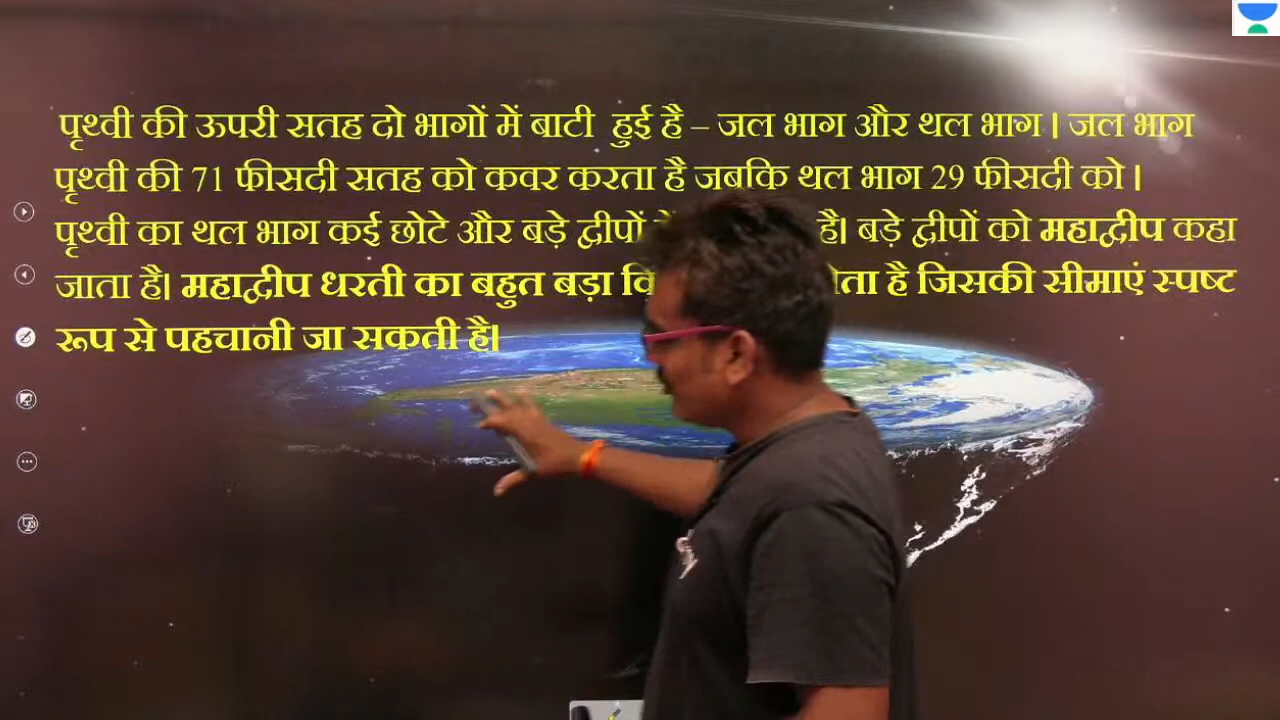 पृथ्वी की ऊपरी सतह दो भागों में बाटी हुई है – जल भाग और थल भाग । जल भाग
पृथ्वी की 71 फीसदी सतह को कवर करता है जबकि थल भाग 29 फीसदी को ।
पृथ्वी का थल भाग कई छोटे और बड़े द्वीपों है। बड़े द्वीपों को महाद्वीप कहा
जाता है। महाद्वीप धरती का बहुत बड़ा है जिसकी सीमाएं स्पष्ट
रूप से पहचानी जा सकती है।